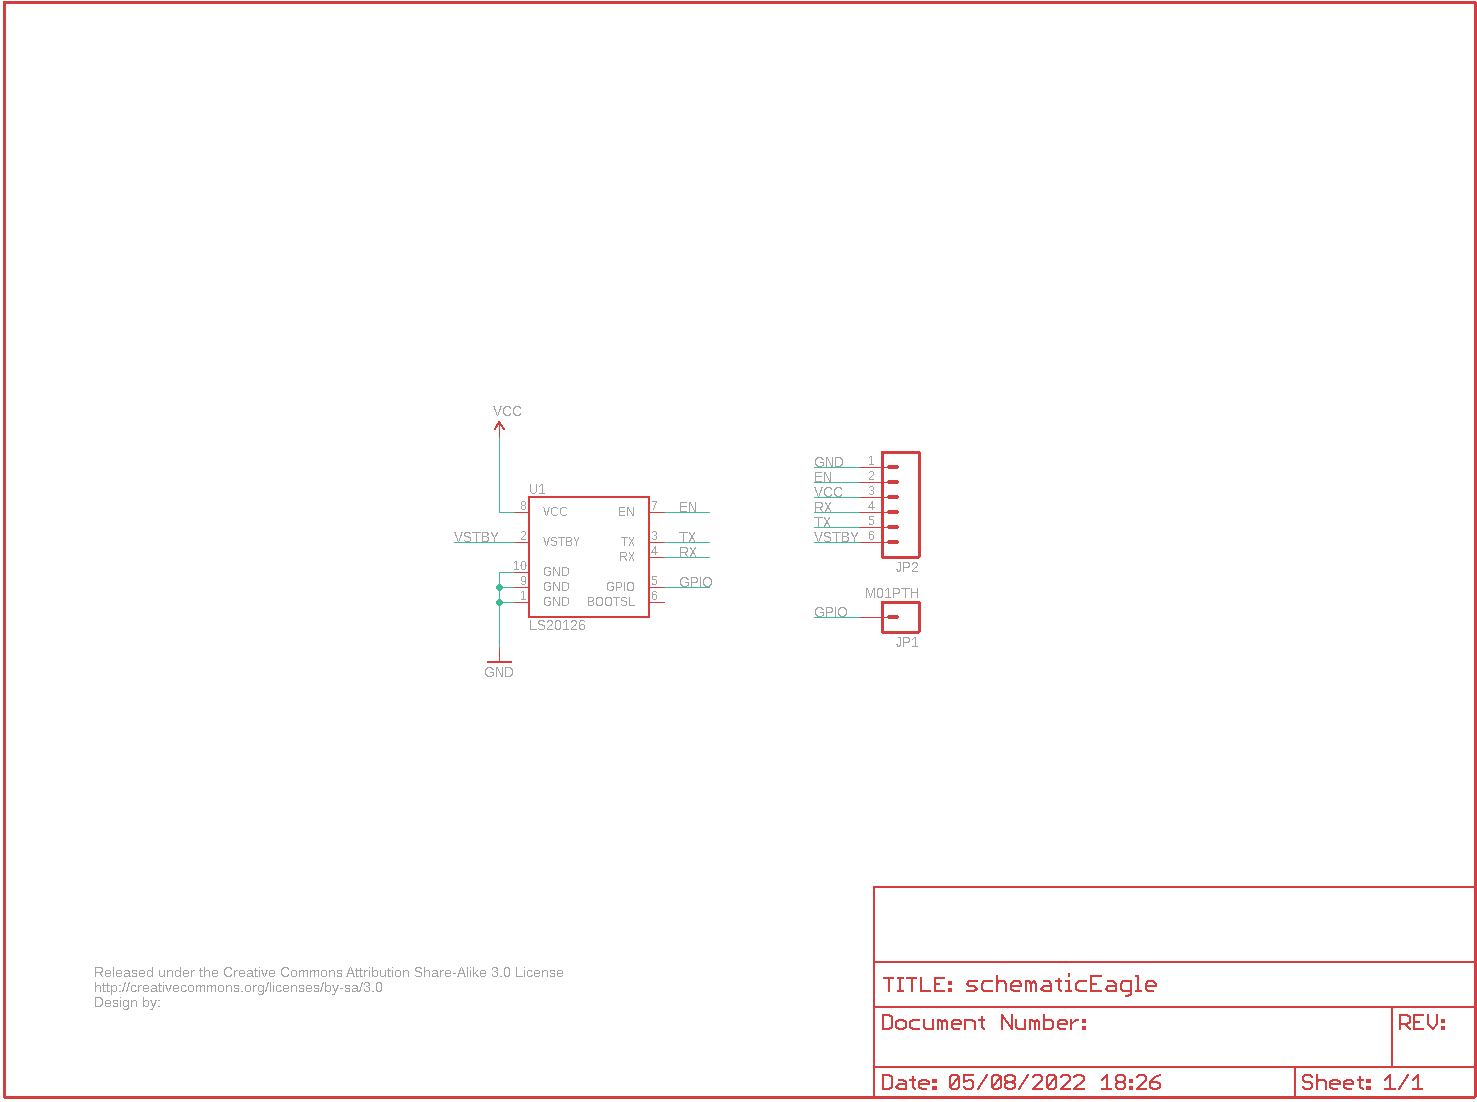 VCC
U1
8 VCC EN 7 EN
VSTBY 2 VSTBY TX 3 TX
RX 4 RX
10 GND
9 GND GPIO 5 GPIO
1 GND BOOTSL 6
LS20126
GND
GND 1
EN 2
VCC 3
RX 4
TX 5
VSTBY 6
JP2
M01PTH
GPIO
JP1
Released under the Creative Commons Attribution Share-Alike 3.0 License
http://creativecommons.org/licenses/by-sa/3.0
Design by:
TITLE: schematicEagle
Document Number:
REV:
Date: 05/08/2022 18:26
Sheet: 1/1